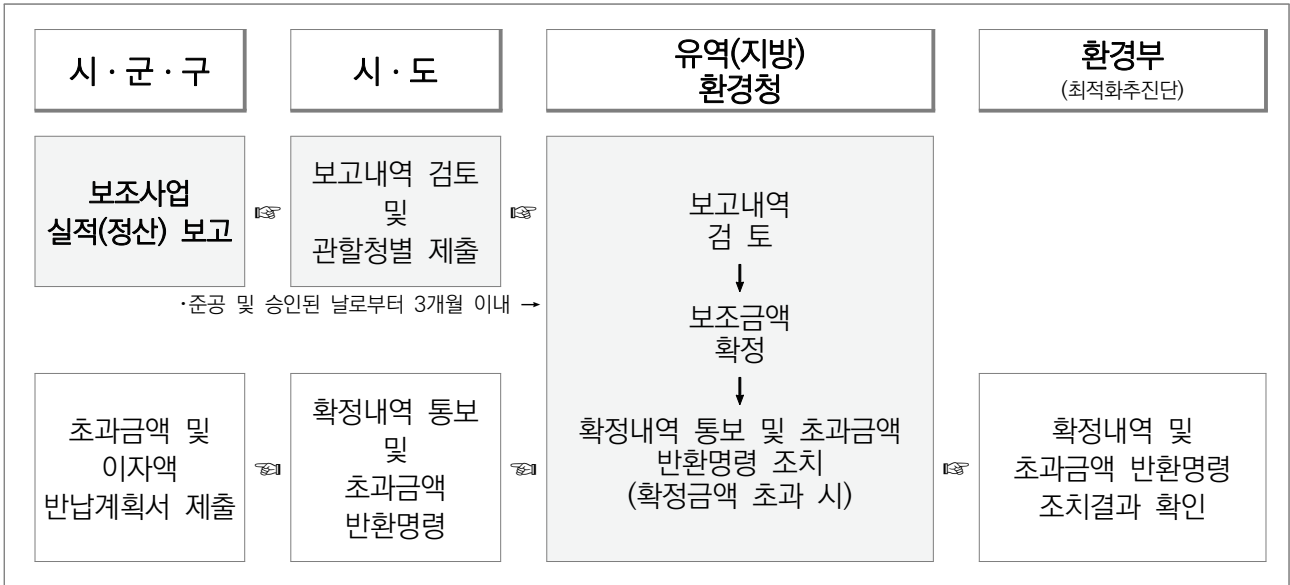 시·군·구
시·도
유역(지방)
환경청
환경부
(최적화추진단)
보조사업
실적(정산) 보고
☞
보고내역 검토
및
관할청별 제출
☞
보고내역
검 토
↓
보조금액
확정
↓
확정내역 통보 및 초과금액
반환명령 조치
(확정금액 초과 시)
·준공 및 승인된 날로부터 3개월 이내 →
초과금액 및
이자액
반납계획서 제출
☜
확정내역 통보
및
초과금액
반환명령
☜
☞
확정내역 및
초과금액 반환명령
조치결과 확인